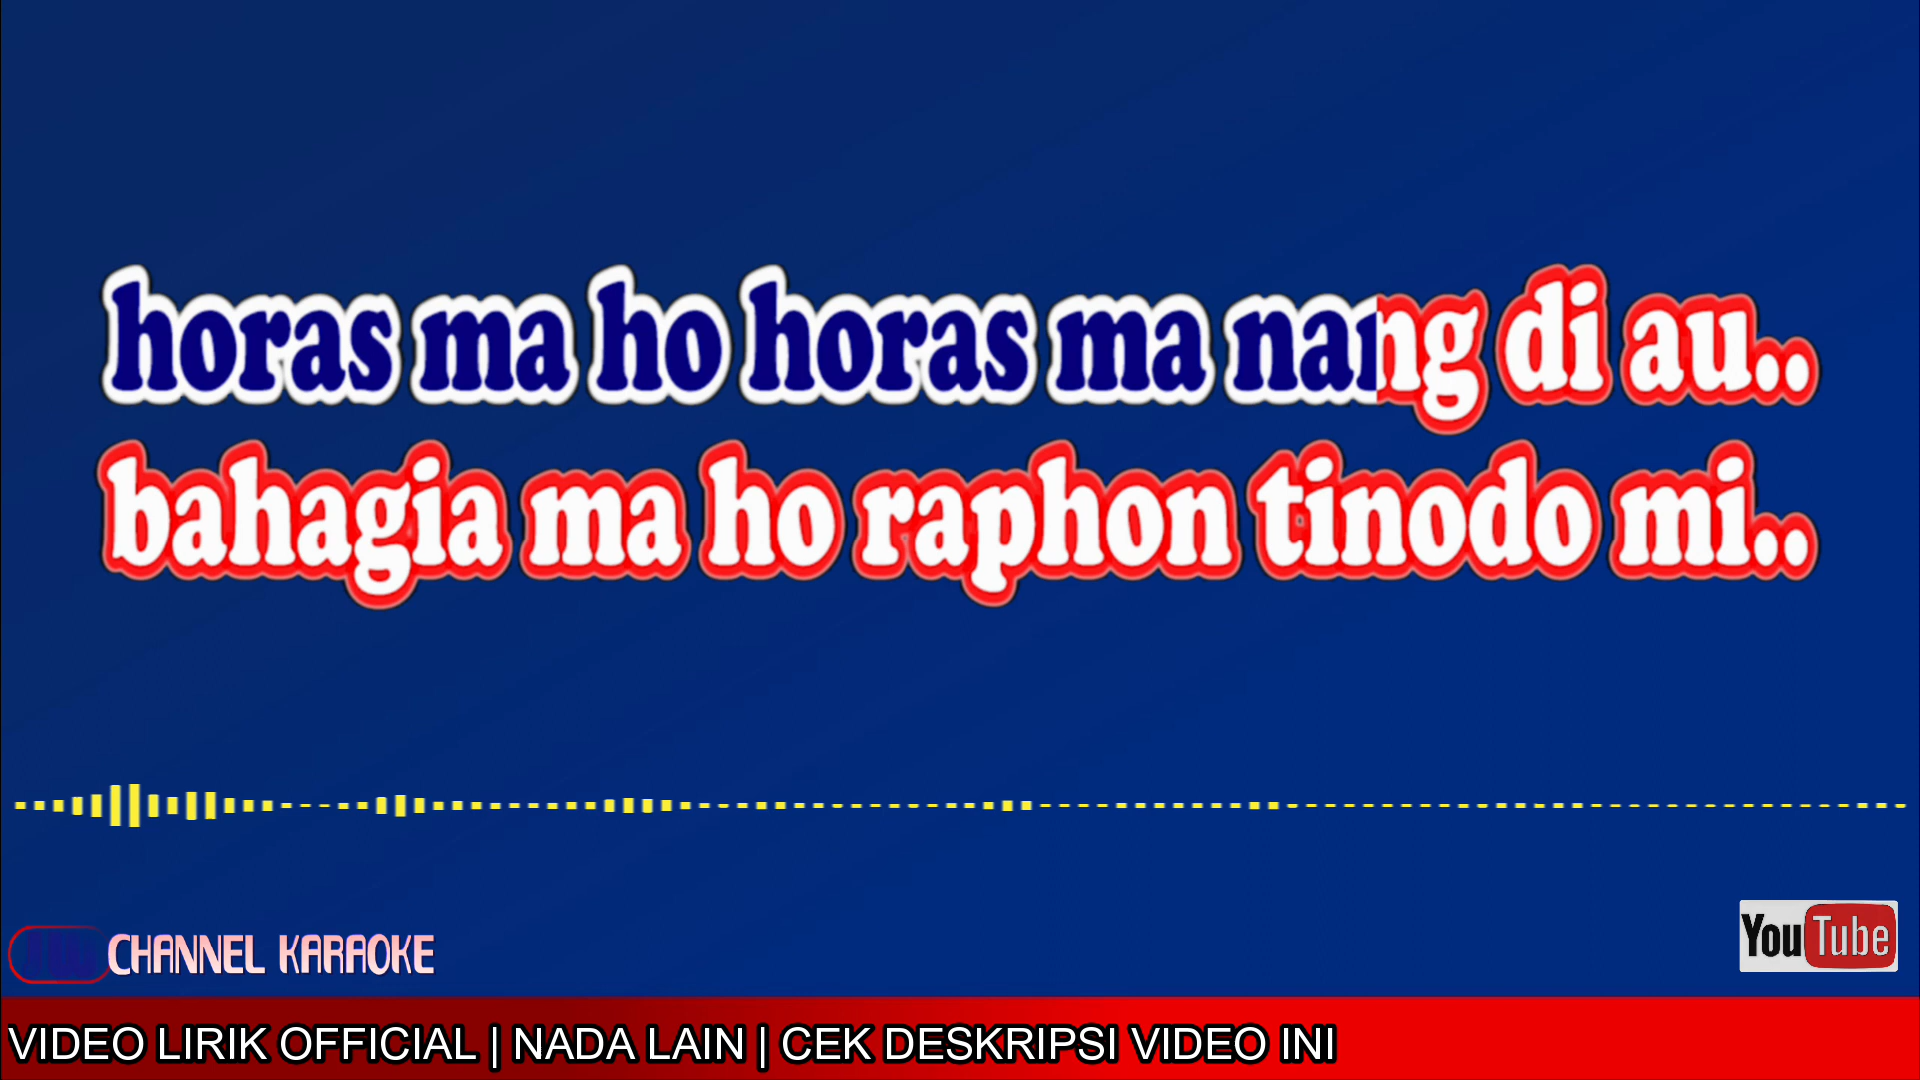 horas ma ho horas ma nang di au..
bahagia ma ho raphon tinodo mi..
CHANNEL KARAOKE
YouTube
VIDEO LIRIK OFFICIAL | NADA LAIN | CEK DESKRIPSI VIDEO INI